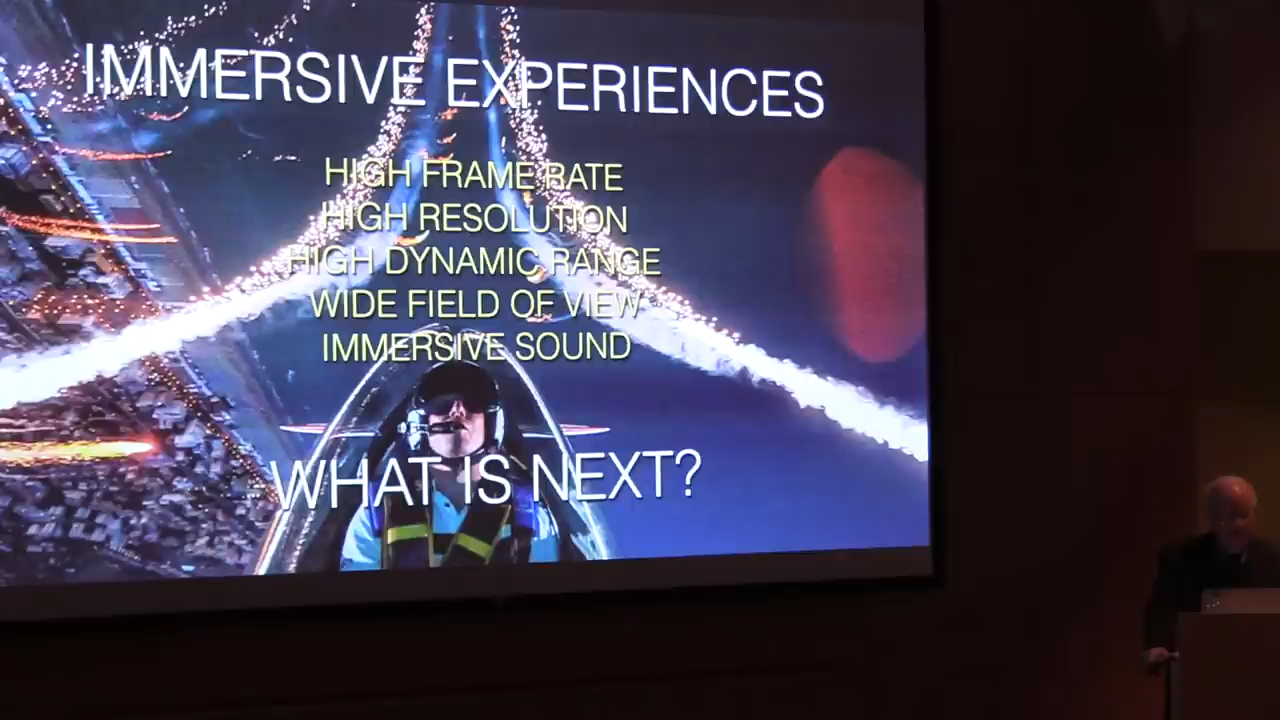 IMMERSIVE EXPERIENCES
HIGH FRAME RATE
HIGH RESOLUTION
HIGH DYNAMIC RANGE
WIDE FIELD OF VIEW
IMMERSIVE SOUND
WHAT IS NEXT?